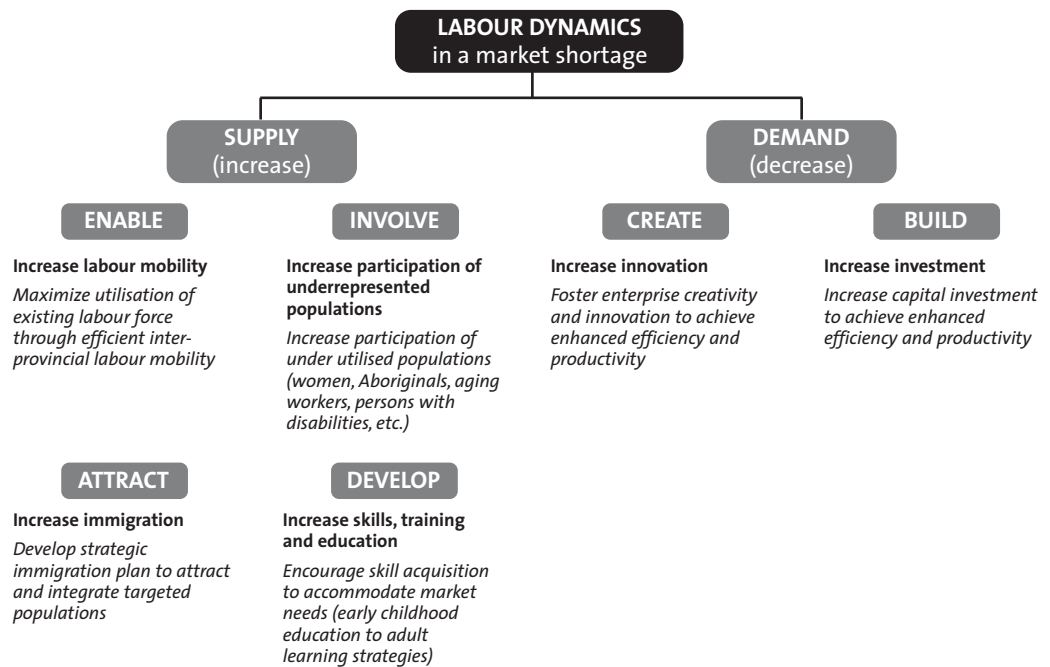 LABOUR DYNAMICS
in a market shortage
SUPPLY
(increase)
DEMAND
(decrease)
ENABLE
Increase labour mobility
Maximize utilisation of
existing labour force
through efficient inter-
provincial labour mobility
INVOLVE
Increase participation of
underrepresented
populations
Increase participation of
under utilised populations
(women, Aboriginals, aging
workers, persons with
disabilities, etc.)
CREATE
Increase innovation
Foster enterprise creativity
and innovation to achieve
enhanced efficiency and
productivity
BUILD
Increase investment
Increase capital investment
to achieve enhanced
efficiency and productivity
ATTRACT
Increase immigration
Develop strategic
immigration plan to attract
and integrate targeted
populations
DEVELOP
Increase skills, training
and education
Encourage skill acquisition
to accommodate market
needs (early childhood
education to adult
learning strategies)